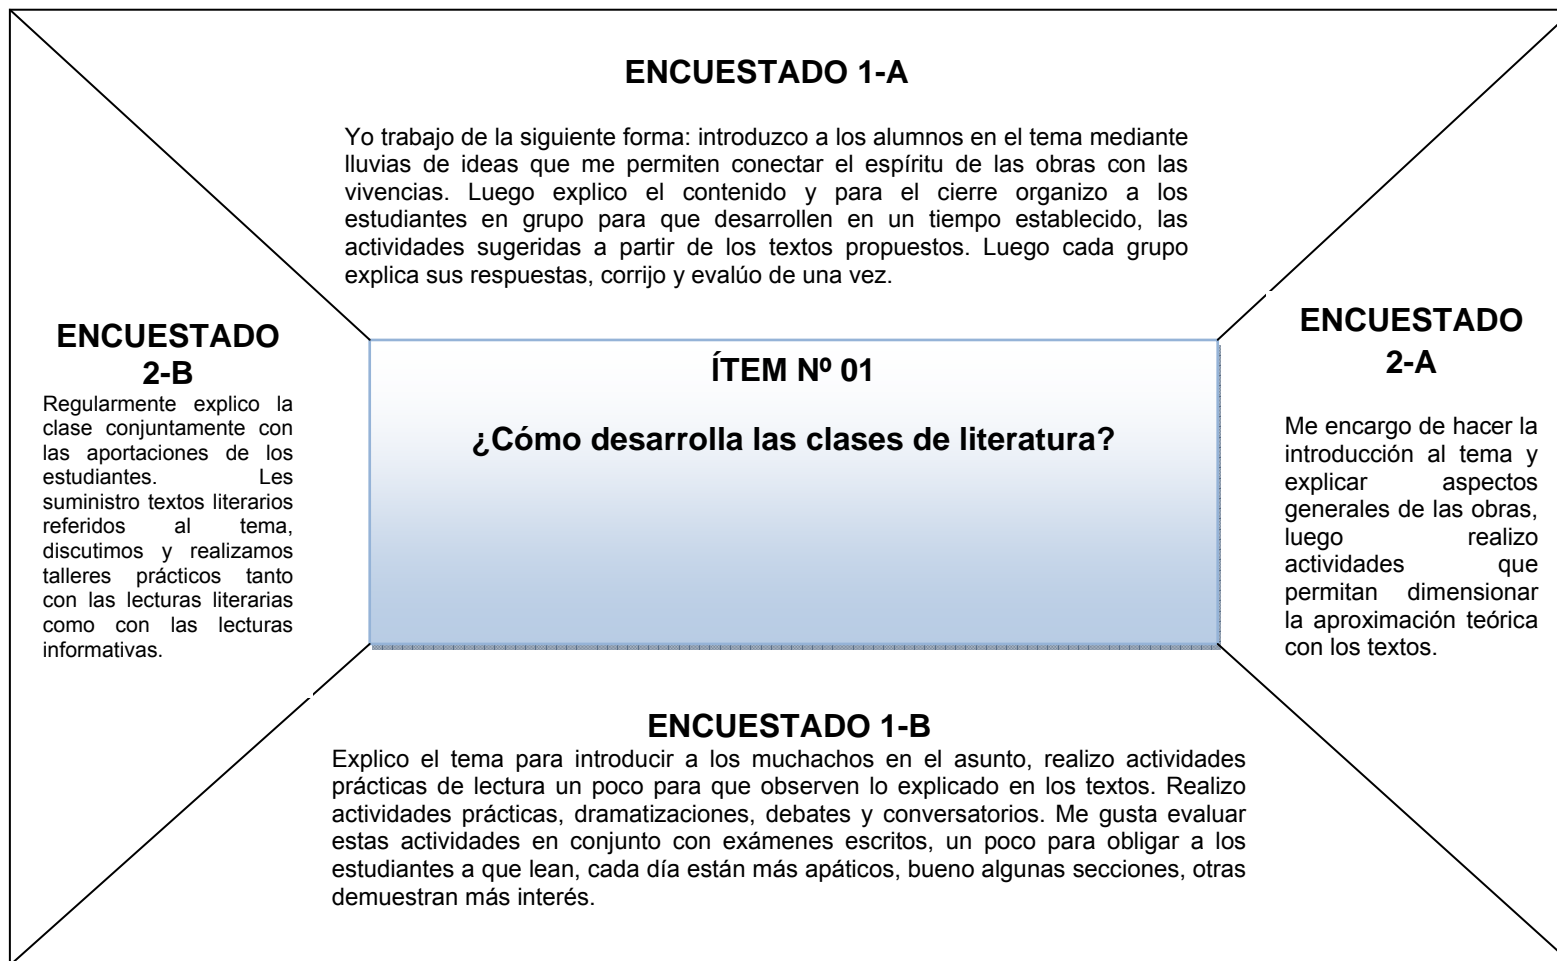 ENCUESTADO 1-A
Yo trabajo de la siguiente forma: introduzco a los alumnos en el tema mediante
lluvias de ideas que me permiten conectar el espíritu de las obras con las
vivencias. Luego explico el contenido y para el cierre organizo a los
estudiantes en grupo para que desarrollen en un tiempo establecido, las
actividades sugeridas a partir de los textos propuestos. Luego cada grupo
explica sus respuestas, corrijo y evalúo de una vez.
ENCUESTADO
2-B
Regularmente explico la
clase conjuntamente con
las aportaciones de los
estudiantes. Les
suministro textos literarios
referidos al tema,
discutimos y realizamos
talleres prácticos tanto
con las lecturas literarias
como con las lecturas
informativas.
ÍTEM Nº 01
¿Cómo desarrolla las clases de literatura?
ENCUESTADO
2-A
Me encargo de hacer la
introducción al tema y
explicar aspectos
generales de las obras,
luego realizo
actividades que
permitan dimensionar
la aproximación teórica
con los textos.
ENCUESTADO 1-B
Explico el tema para introducir a los muchachos en el asunto, realizo actividades
prácticas de lectura un poco para que observen lo explicado en los textos. Realizo
actividades prácticas, dramatizaciones, debates y conversatorios. Me gusta evaluar
estas actividades en conjunto con exámenes escritos, un poco para obligar a los
estudiantes a que lean, cada día están más apáticos, bueno algunas secciones, otras
demuestran más interés.